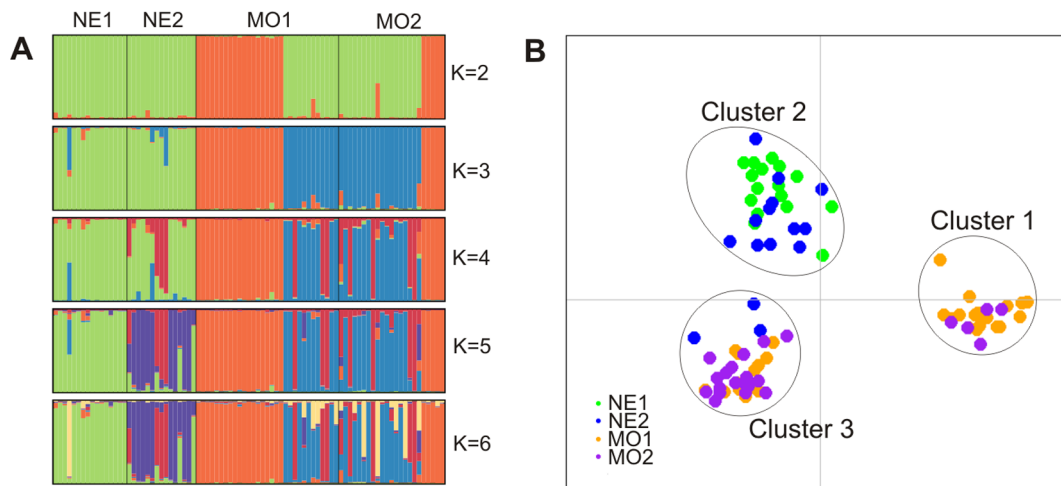 A
NE1 NE2 MO1 MO2
K=2
K=3
K=4
K=5
K=6
B
Cluster 2
Cluster 1
Cluster 3
NE1
NE2
MO1
MO2